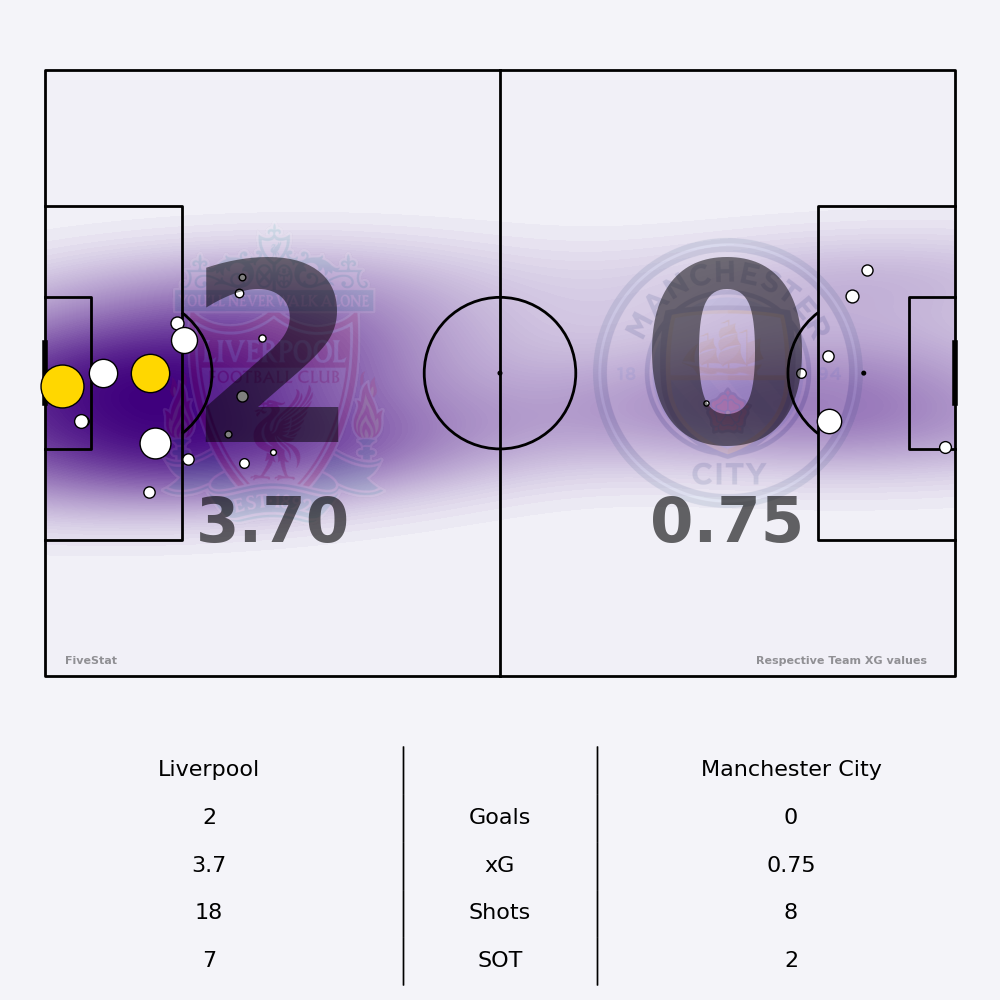 YOU'LL NEVER WALK ALONE
LIVERPOOL
FOOTBALL CLUB
MANCHESTER
18 94
CITY
2
0
3.70
0.75
FiveStat
Respective Team XG values
Liverpool Manchester City
2 Goals 0
3.7 xG 0.75
18 Shots 8
7 SOT 2